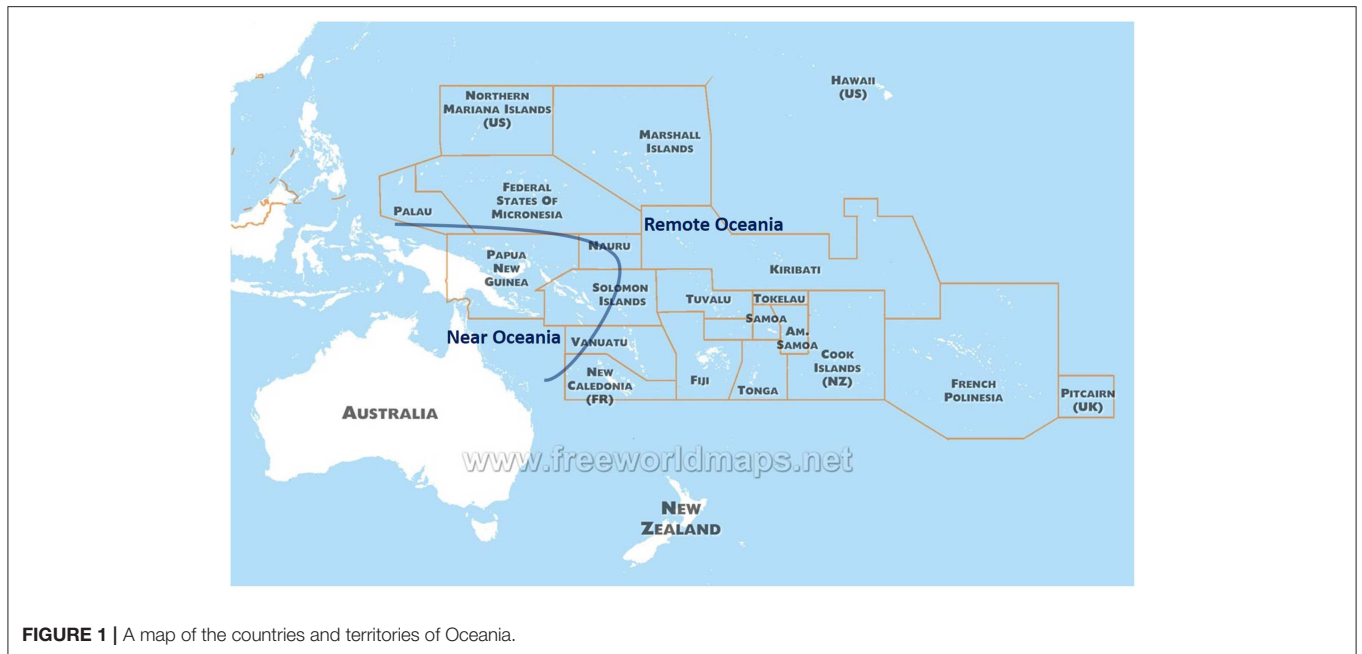 HAWAII
(US)
NORTHERN
MARIANA ISLANDS
(US)
MARSHALL
ISLANDS
FEDERAL
STATES OF
MICRONESIA
PALAU
Remote Oceania
NAURU
PAPUA
NEW
GUINEA
KIRIBATI
SOLOMON
ISLANDS
TUVALU
TOKELAU
SAMOA
AM.
SAMOA
Near Oceania
VANUATU
COOK
ISLANDS
(NZ)
NEW
CALEDONIA
(FR)
FIJI
TONGA
FRENCH
POLINESIA
PITCAIRN
(UK)
AUSTRALIA
www.freeworldmaps.net
NEW
ZEALAND
FIGURE 1 | A map of the countries and territories of Oceania.